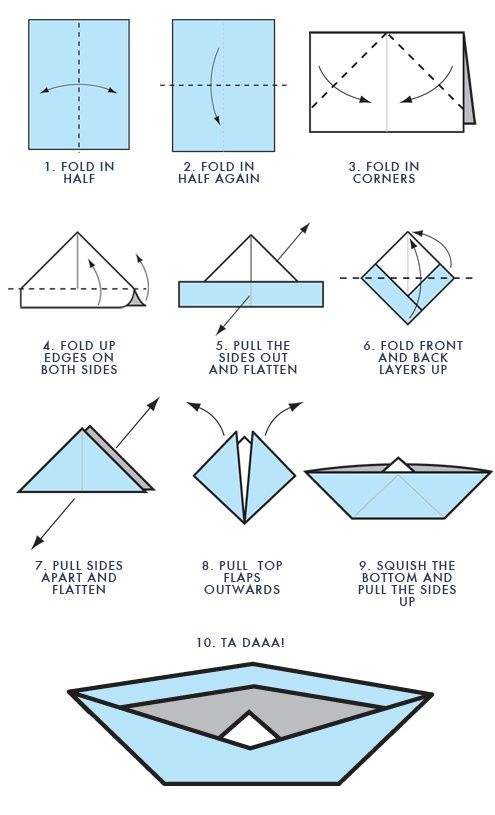 1. FOLD IN
HALF
2. FOLD IN
HALF AGAIN
3. FOLD IN
CORNERS
4. FOLD UP
EDGES ON
BOTH SIDES
5. PULL THE
SIDES OUT
AND FLATTEN
6. FOLD FRONT
AND BACK
LAYERS UP
7. PULL SIDES
APART AND
FLATTEN
8. PULL TOP
FLAPS
OUTWARDS
9. SQUISH THE
BOTTOM AND
PULL THE SIDES
UP
10. TA DAAA!